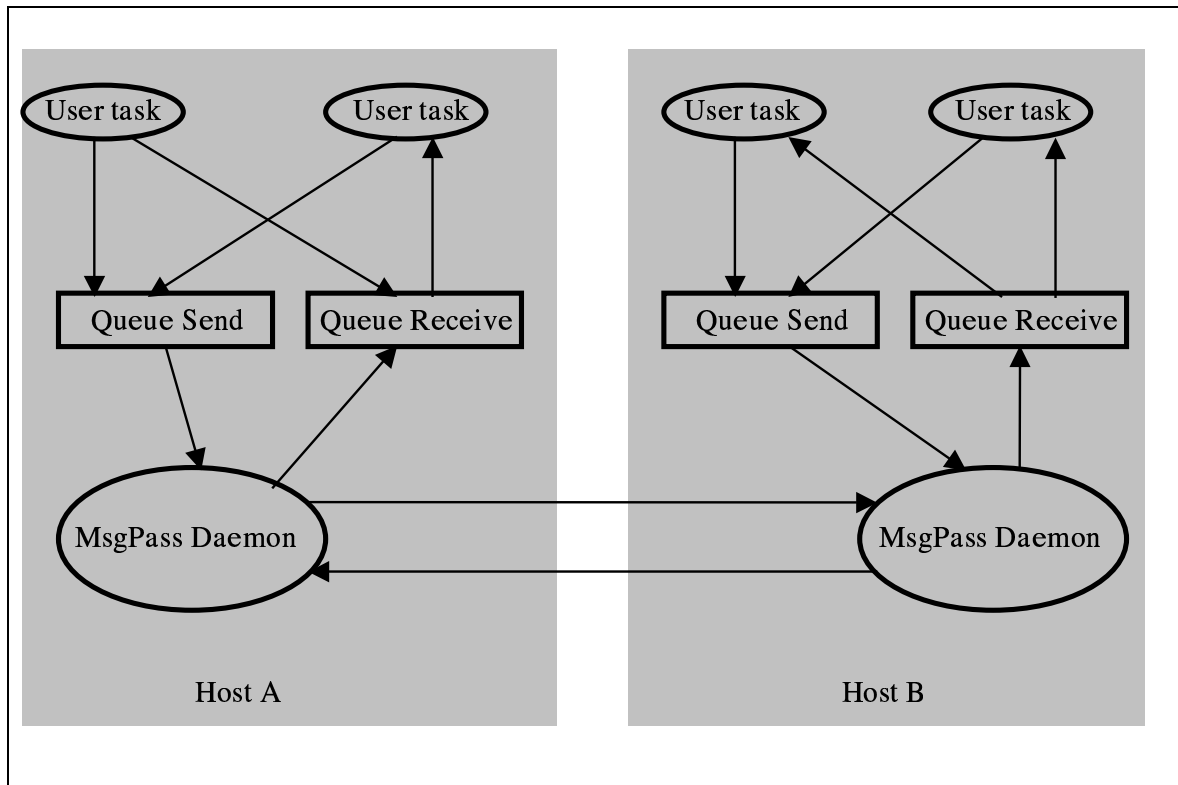 User task
User task
User task
User task
Queue Send
Queue Receive
Queue Send
Queue Receive
MsgPass Daemon
MsgPass Daemon
Host A
Host B